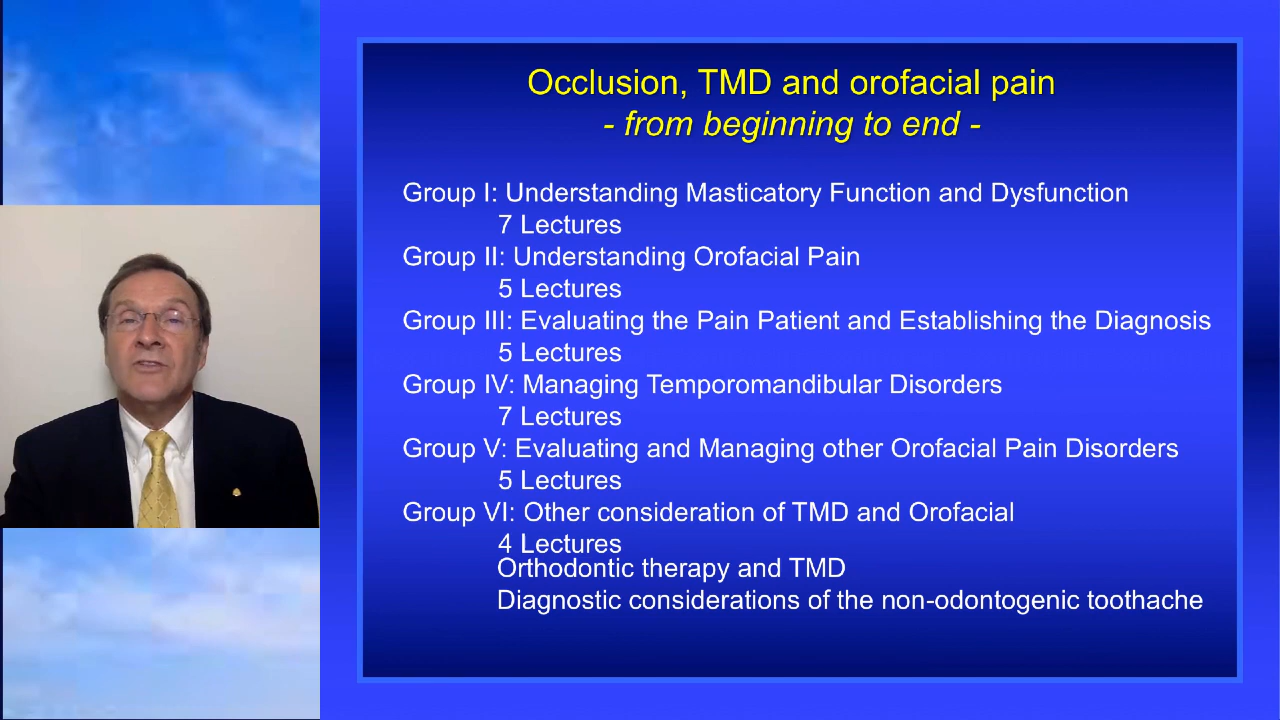 Occlusion, TMD and orofacial pain
- from beginning to end -
Group I: Understanding Masticatory Function and Dysfunction
7 Lectures
Group II: Understanding Orofacial Pain
5 Lectures
Group III: Evaluating the Pain Patient and Establishing the Diagnosis
5 Lectures
Group IV: Managing Temporomandibular Disorders
7 Lectures
Group V: Evaluating and Managing other Orofacial Pain Disorders
5 Lectures
Group VI: Other consideration of TMD and Orofacial
4 Lectures
Orthodontic therapy and TMD
Diagnostic considerations of the non-odontogenic toothache